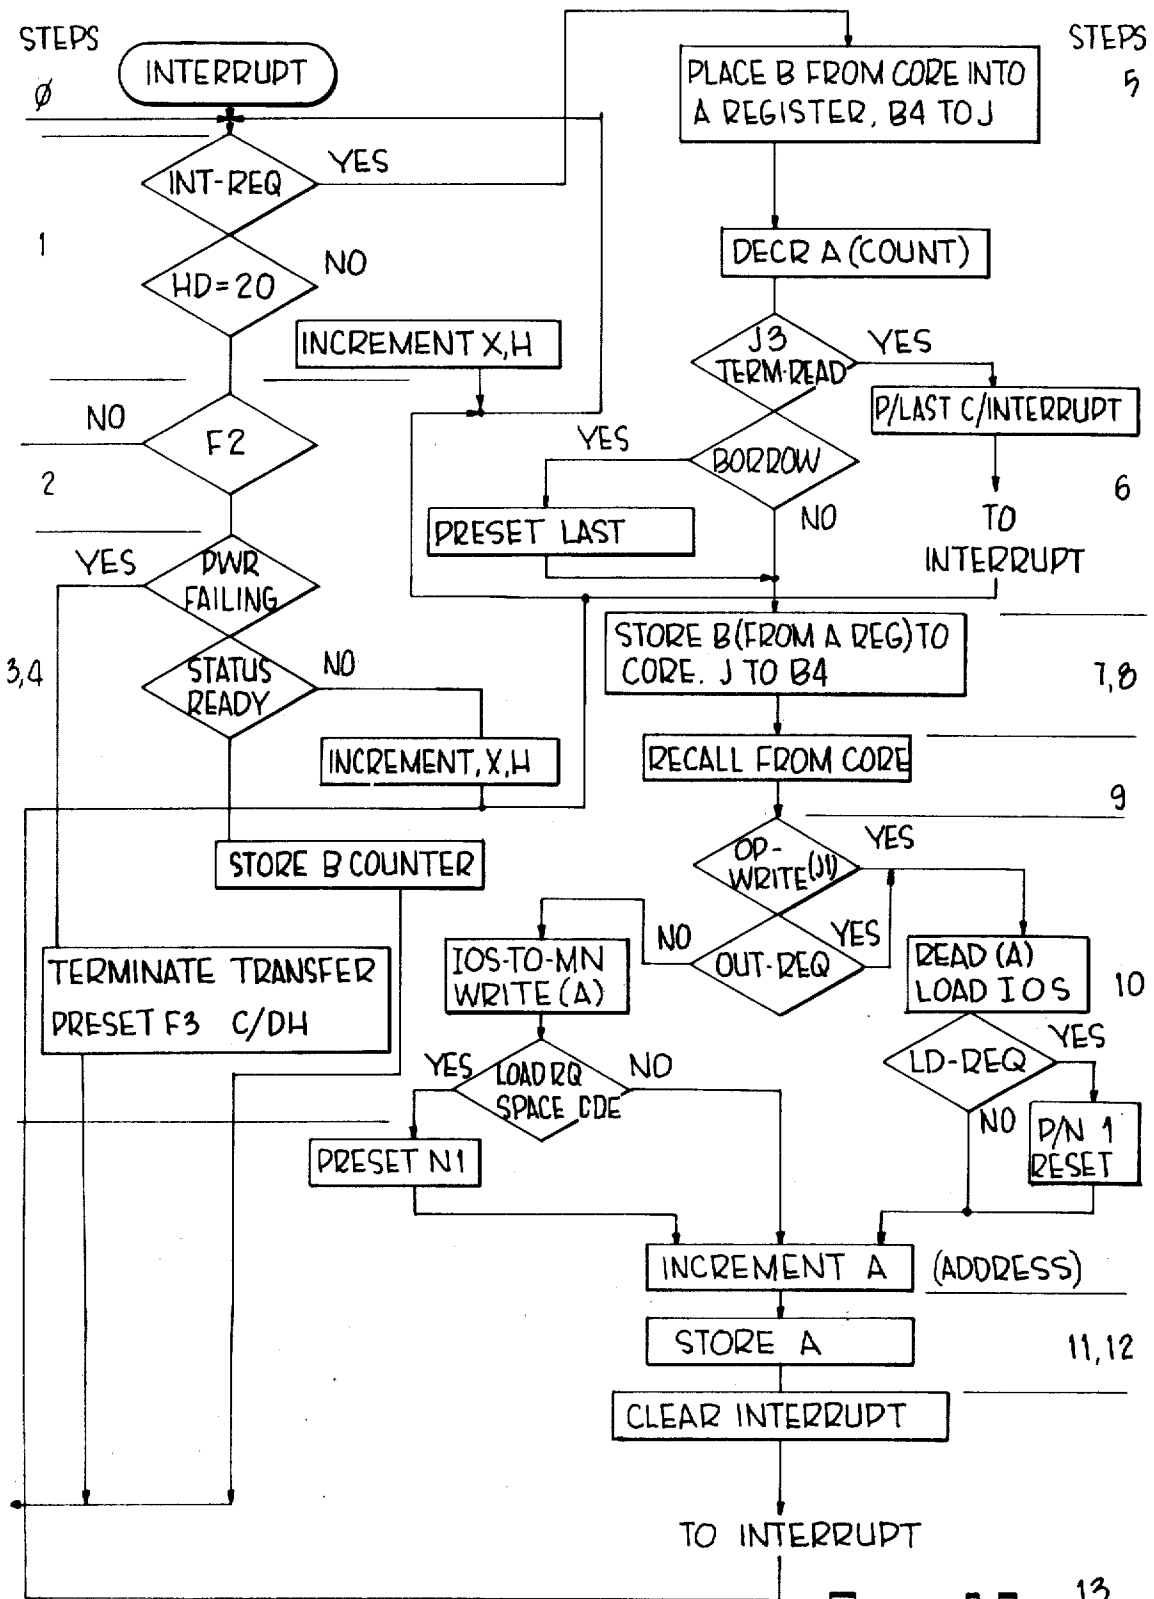 STEPS
Ø
INTERRUPT
INT-REQ
YES
1
HD=20
NO
INCREMENT X,H
NO
F2
2
YES
PWR
FAILING
3,4
STATUS
READY
NO
INCREMENT, X,H
STORE B COUNTER
TERMINATE TRANSFER
PRESET F3 C/DH
STEPS
5
PLACE B FROM CORE INTO
A REGISTER, B4 TO J
DECR A (COUNT)
J3
TERM-READ
YES
P/LAST C/INTERRUPT
YES
BORROW
6
PRESET LAST
NO
TO
INTERRUPT
STORE B (FROM A REG) TO
CORE. J TO B4
7,8
RECALL FROM CORE
9
OP-
WRITE (J1)
YES
NO
OUT-REQ
YES
IOS-TO-MN
WRITE (A)
READ (A)
LOAD IOS
10
YES
LOAD RQ
SPACE CDE
NO
LD-REQ
YES
NO
P/N 1
RESET
PRESET N1
INCREMENT A
(ADDRESS)
STORE A
11,12
CLEAR INTERRUPT
TO INTERRUPT
13